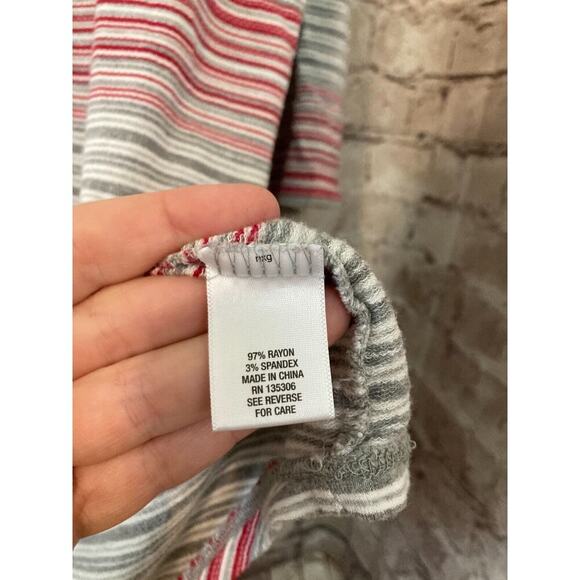 97% RAYON
3% SPANDEX
MADE IN CHINA
RN 135306
SEE REVERSE
FOR CARE